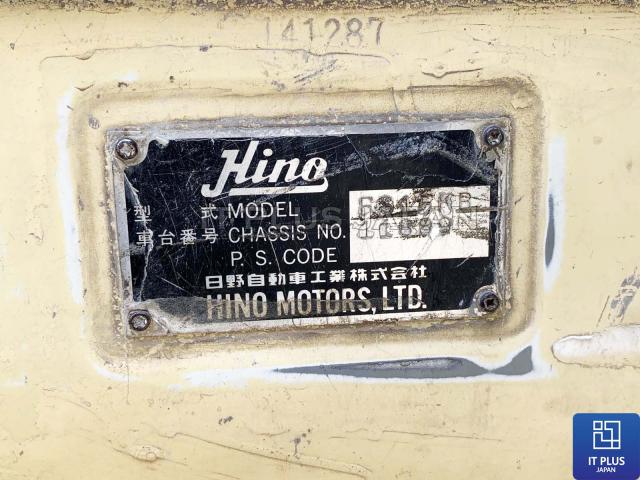 141287
Hino
型 式 MODEL
車台番号 CHASSIS NO.
P. S. CODE
日野自動車工業株式会社
HINO MOTORS, LTD.
IT PLUS
JAPAN